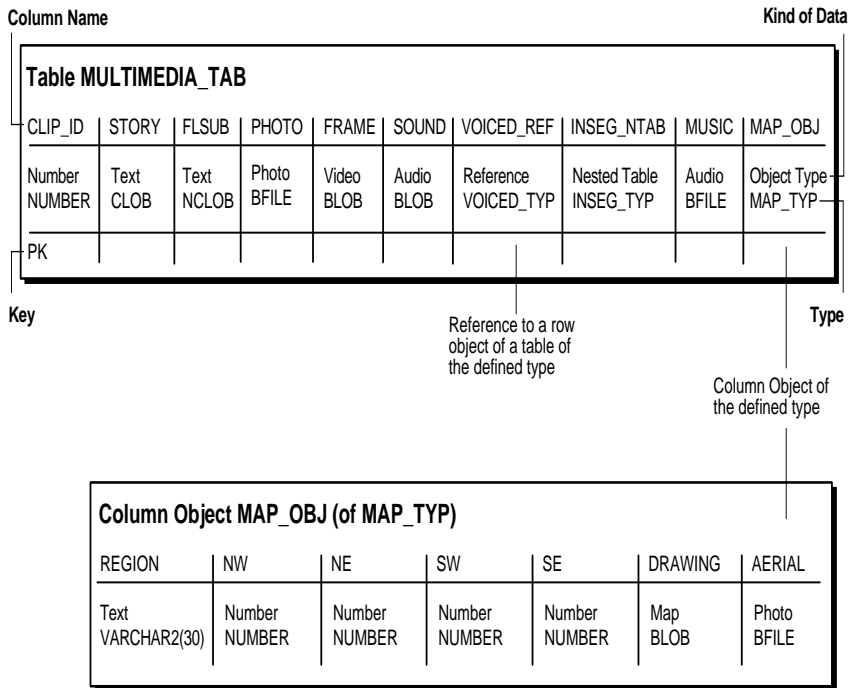 Column Name Kind of Data
Table MULTIMEDIA_TAB
CLIP_ID STORY FLSUB PHOTO FRAME SOUND VOICED_REF INSEG_NTAB MUSIC MAP_OBJ
Number Text Text Photo Video Audio Reference Nested Table Audio Object Type
NUMBER CLOB NCLOB BFILE BLOB BLOB VOICED_TYP INSEG_TYP BFILE MAP_TYP
PK
Key Type
Reference to a row
object of a table of
the defined type
Column Object of
the defined type
Column Object MAP_OBJ (of MAP_TYP)
REGION NW NE SW SE DRAWING AERIAL
Text Number Number Number Number Map Photo
VARCHAR2(30) NUMBER NUMBER NUMBER NUMBER BLOB BFILE